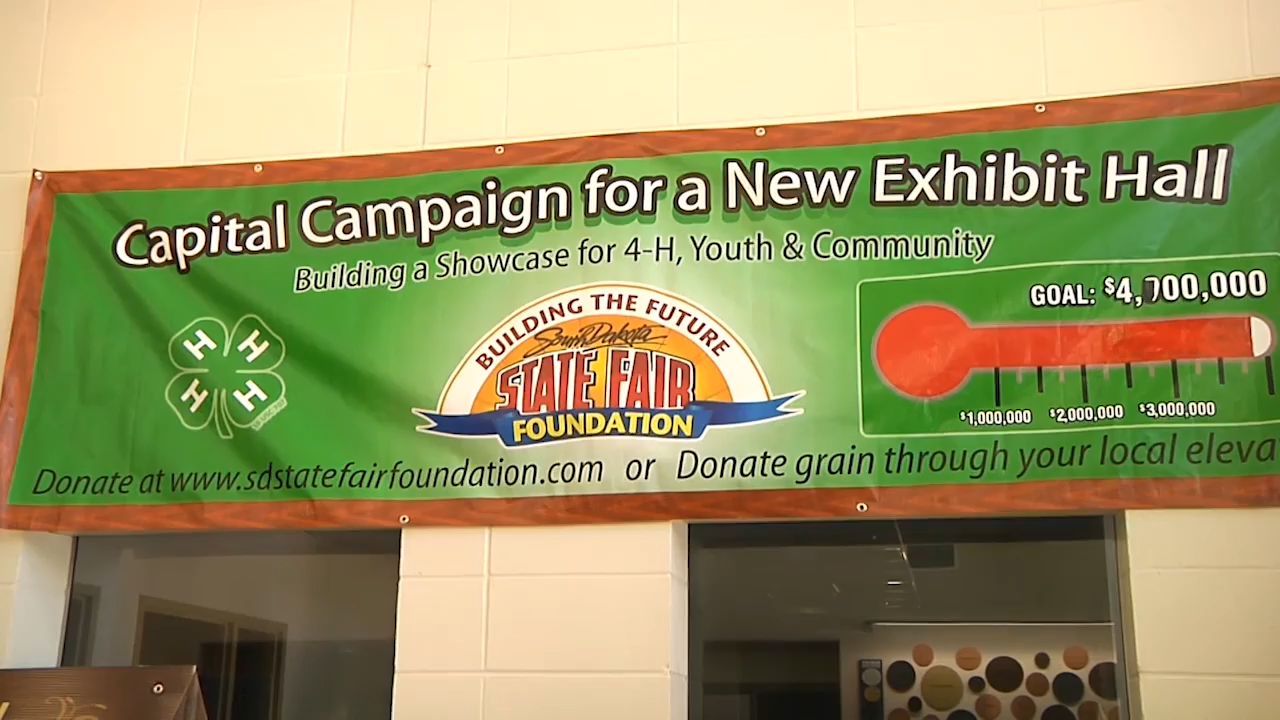 Capital Campaign for a New Exhibit Hall
Building a Showcase for 4-H, Youth & Community
GOAL: $4,700,000
H H
H H
BUILDING THE FUTURE
South Dakota
STATE FAIR
FOUNDATION
$1,000,000 $2,000,000 $3,000,000
Donate at www.sdstatefairfoundation.com or Donate grain through your local eleva